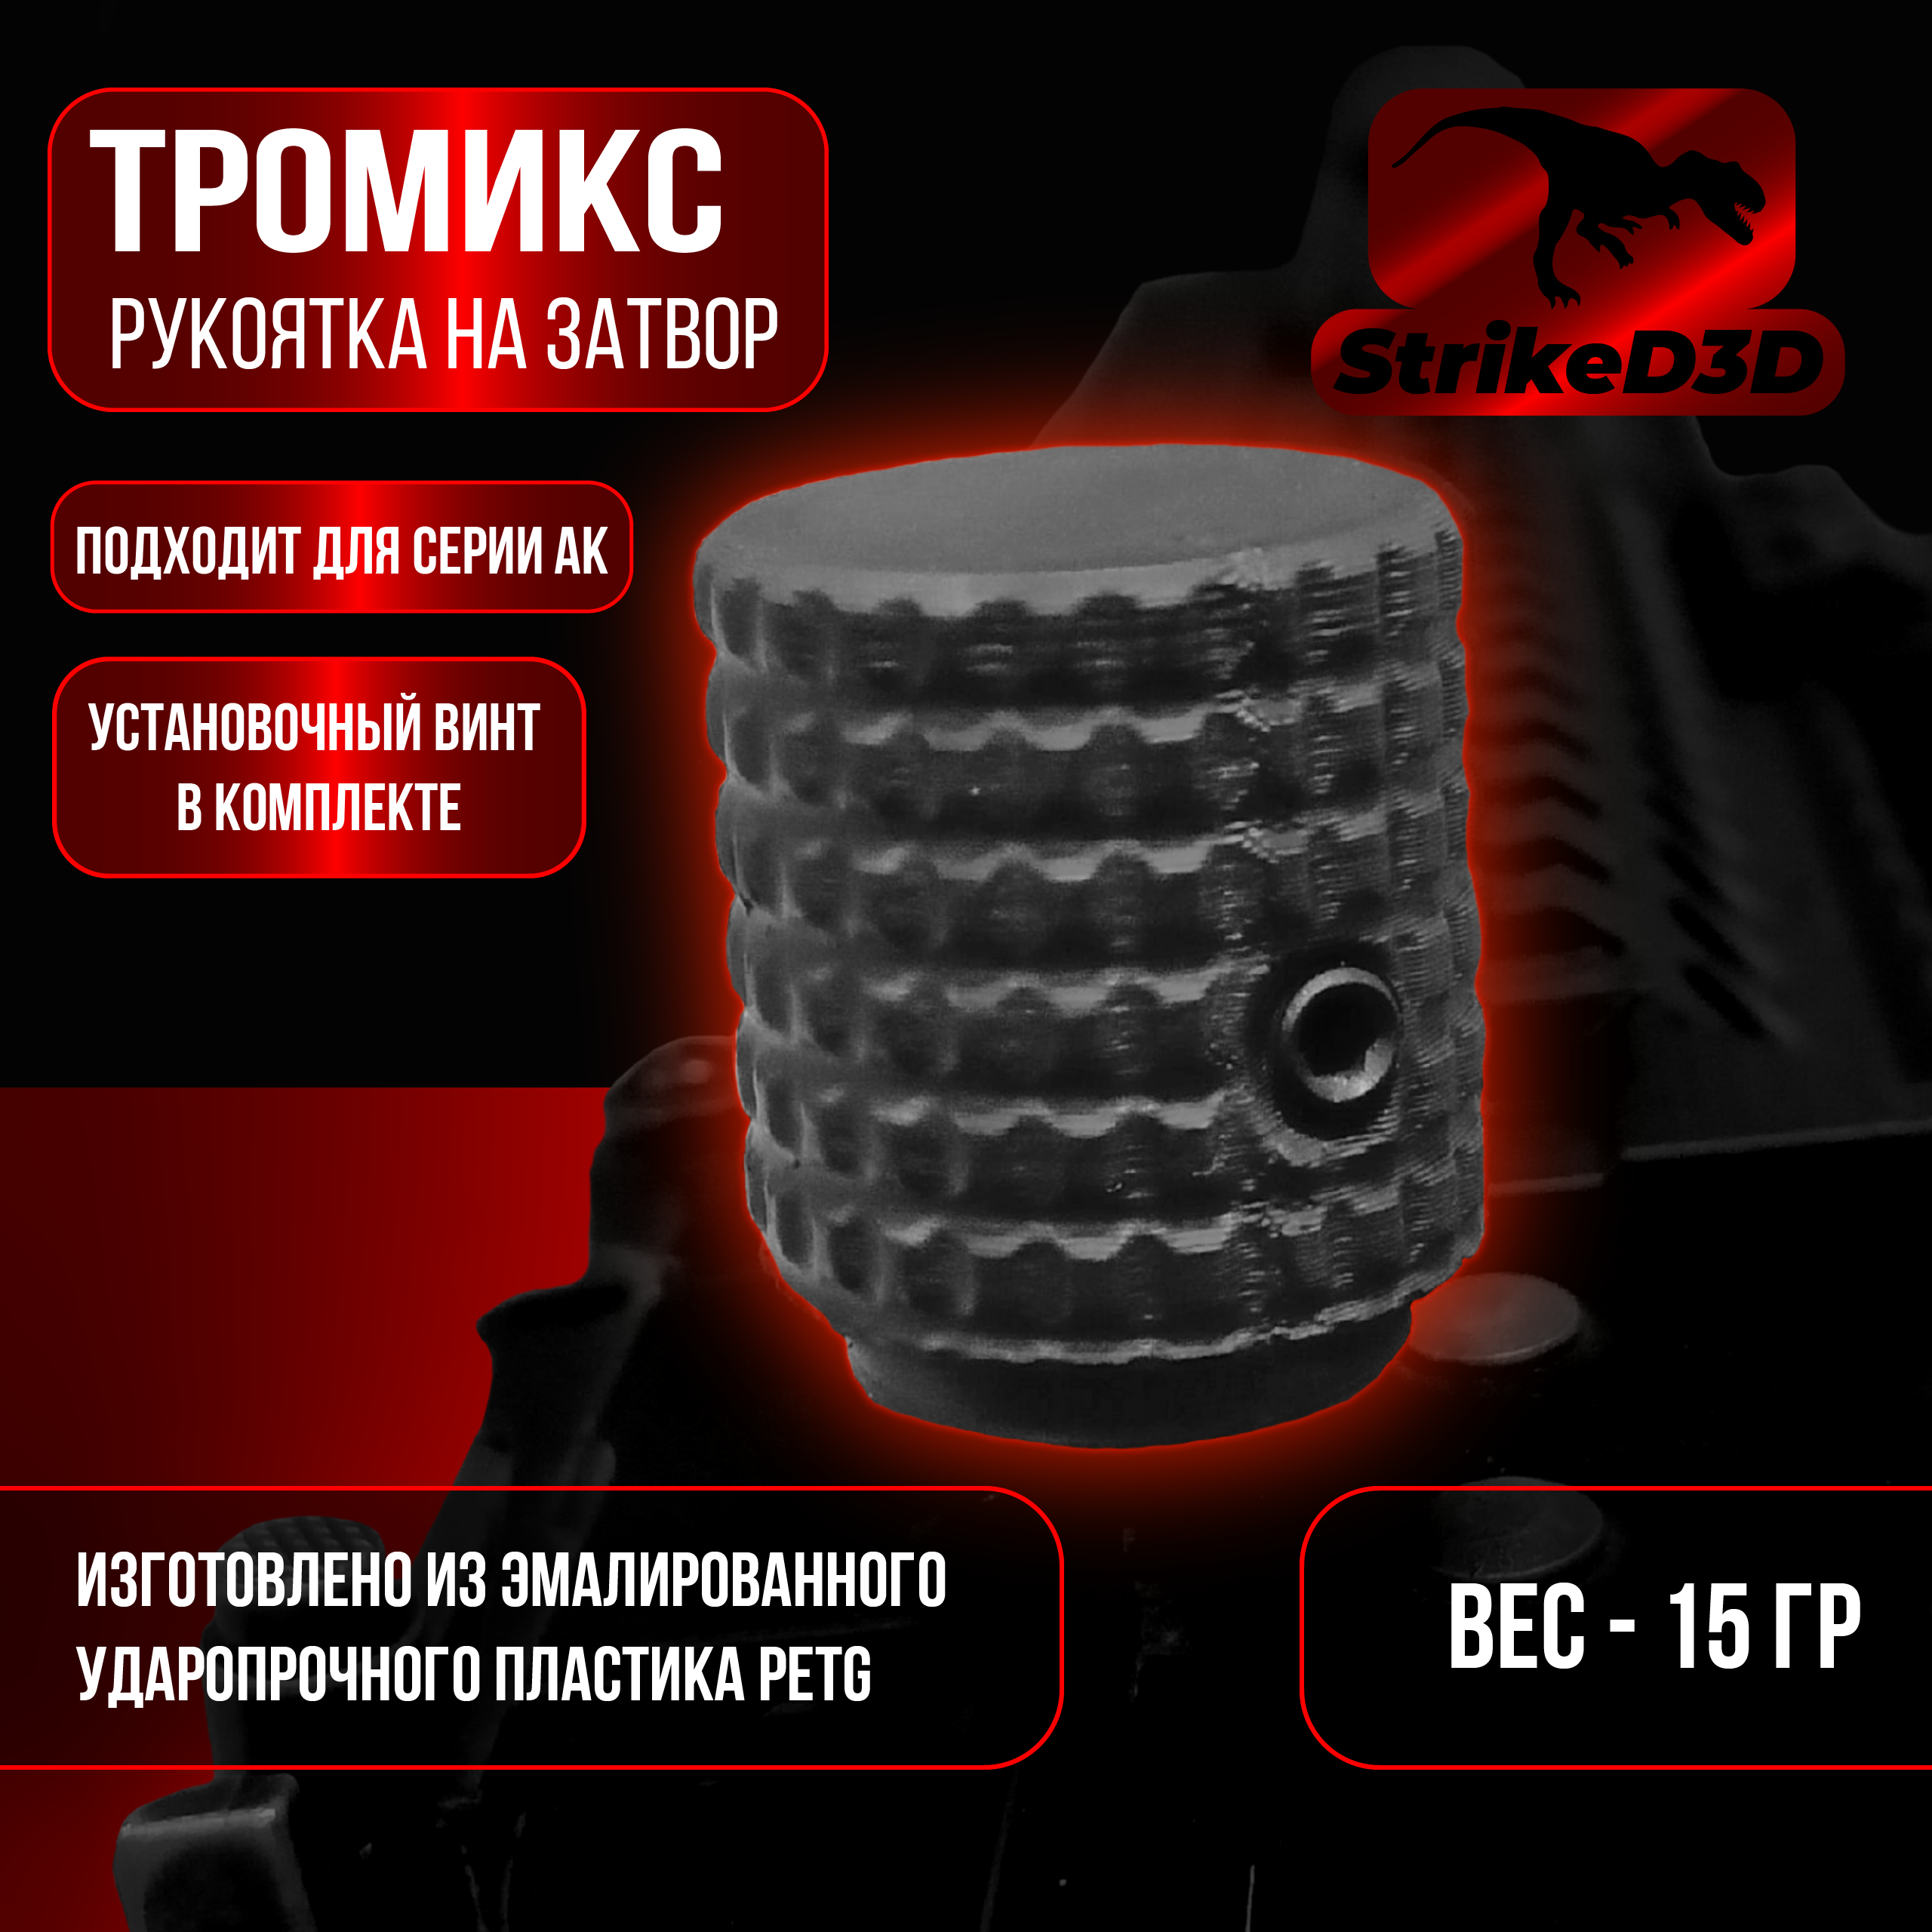 ТРОМИКС
РУКОЯТКА НА ЗАТВОР
StrikeD3D
ПОДХОДИТ ДЛЯ СЕРИИ АК
УСТАНОВОЧНЫЙ ВИНТ
В КОМПЛЕКТЕ
ИЗГОТОВЛЕНО ИЗ ЭМАЛИРОВАННОГО
УДАРОПРОЧНОГО ПЛАСТИКА PETG
ВЕС - 15 ГР